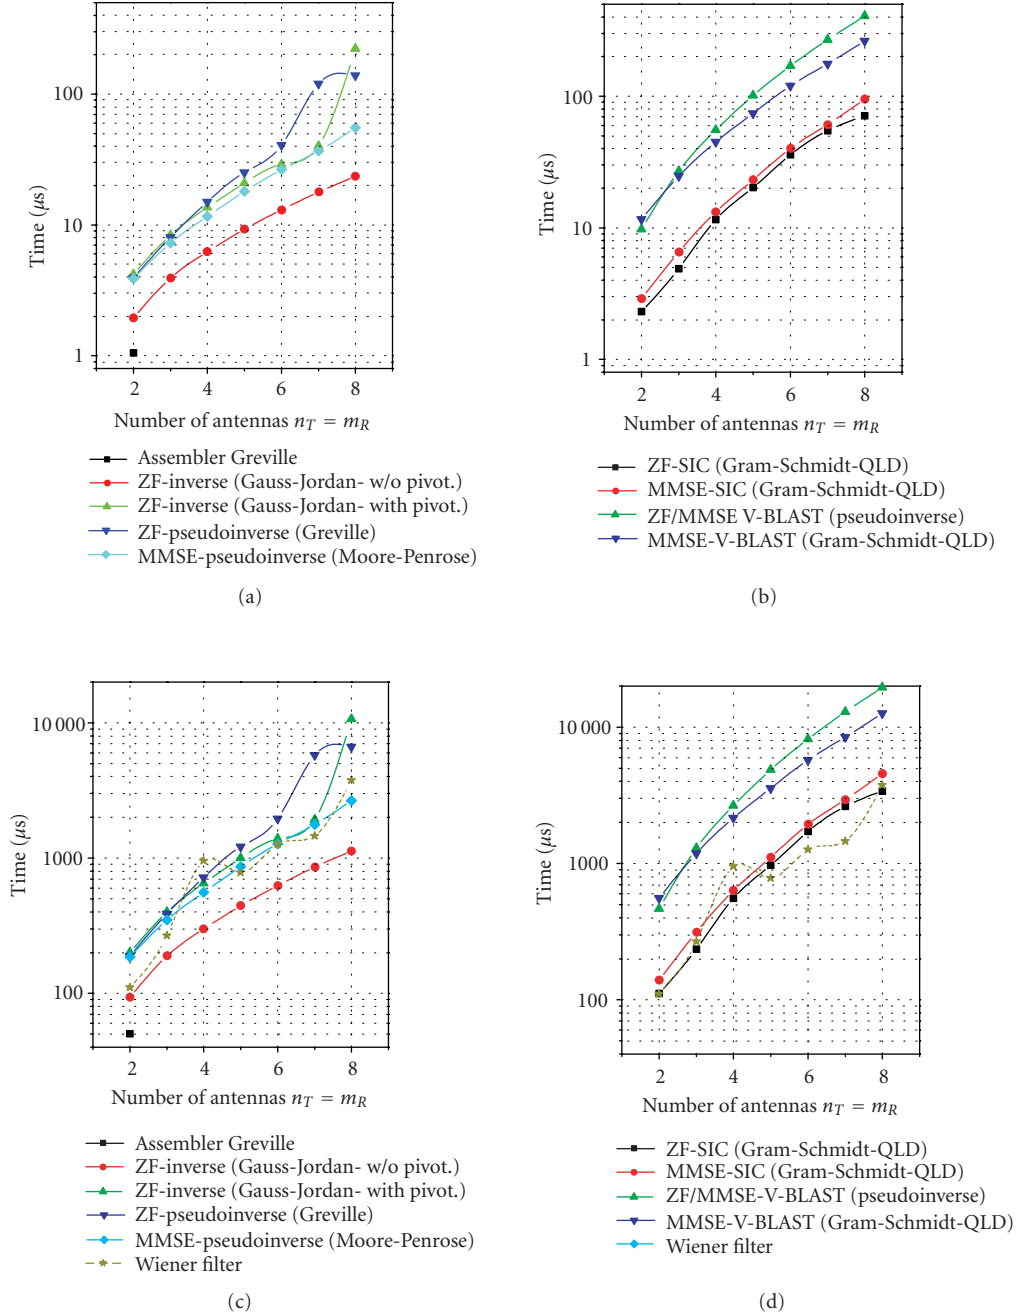 100
10
1
Time (μs)
2 4 6 8
Number of antennas n_T = m_R
Assembler Greville
ZF-inverse (Gauss-Jordan- w/o pivot.)
ZF-inverse (Gauss-Jordan- with pivot.)
ZF-pseudoinverse (Greville)
MMSE-pseudoinverse (Moore-Penrose)
(a)
100
10
1
Time (μs)
2 4 6 8
Number of antennas n_T = m_R
ZF-SIC (Gram-Schmidt-QLD)
MMSE-SIC (Gram-Schmidt-QLD)
ZF/MMSE V-BLAST (pseudoinverse)
MMSE-V-BLAST (Gram-Schmidt-QLD)
(b)
10 000
1000
100
Time (μs)
2 4 6 8
Number of antennas n_T = m_R
Assembler Greville
ZF-inverse (Gauss-Jordan- w/o pivot.)
ZF-inverse (Gauss-Jordan- with pivot.)
ZF-pseudoinverse (Greville)
MMSE-pseudoinverse (Moore-Penrose)
Wiener filter
(c)
10 000
1000
100
Time (μs)
2 4 6 8
Number of antennas n_T = m_R
ZF-SIC (Gram-Schmidt-QLD)
MMSE-SIC (Gram-Schmidt-QLD)
ZF/MMSE-V-BLAST (pseudoinverse)
MMSE-V-BLAST (Gram-Schmidt-QLD)
Wiener filter
(d)